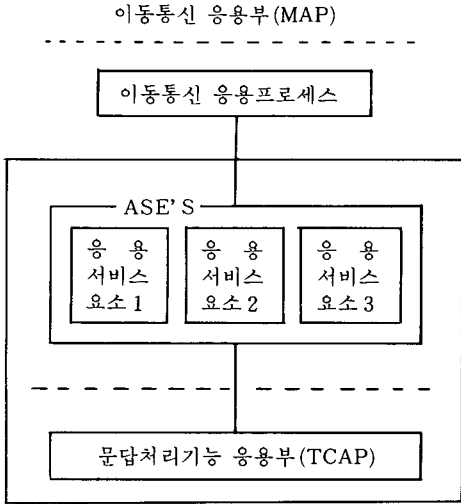 이동통신 응용부(MAP)
이동통신 응용프로세스
ASE'S
응 용 응 용 응 용
서비스 서비스 서비스
요소 1 요소 2 요소 3
문답처리기능 응용부(TCAP)